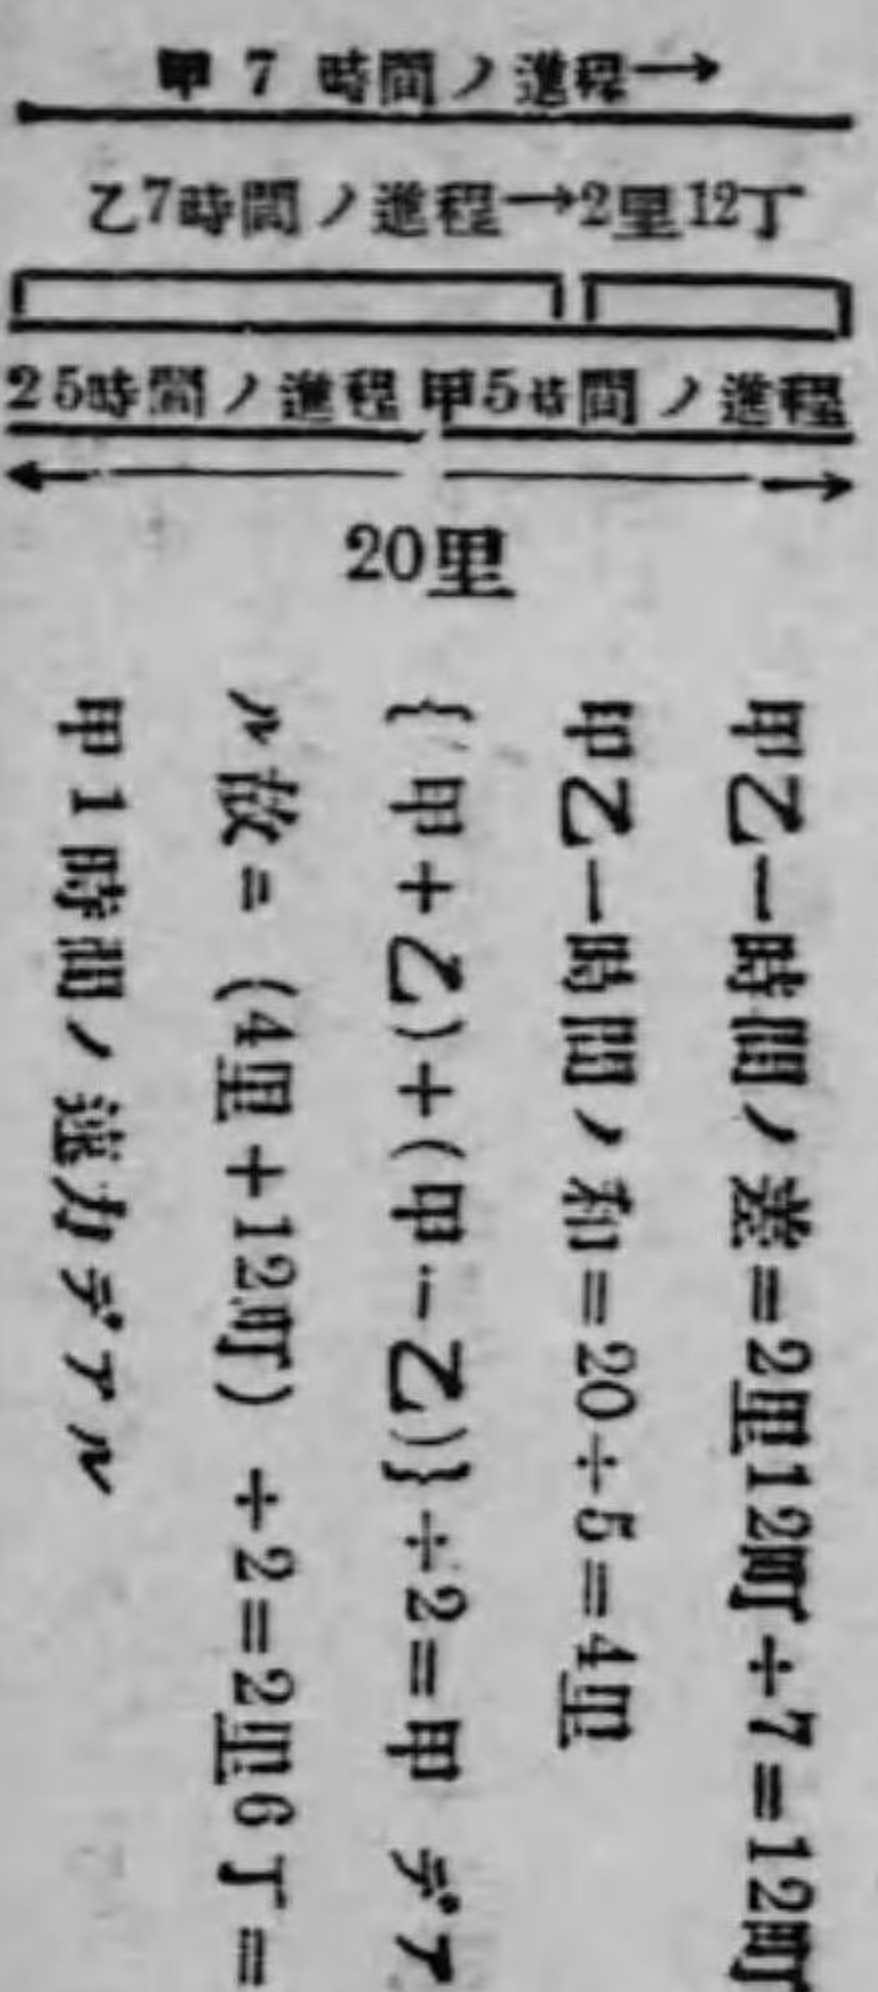 甲 7 時間ノ進程→
乙7時間ノ進程→2里12丁
25時間ノ進程 甲5時間ノ進程
20里
甲乙一時間ノ差=2里12町÷7=12町
甲乙一時間ノ和=20÷5=4里
{(甲+乙)+(甲-乙)}÷2=甲 デア
ル故= (4里+12町) ÷2=2里6丁=
甲1時間ノ速力デアル